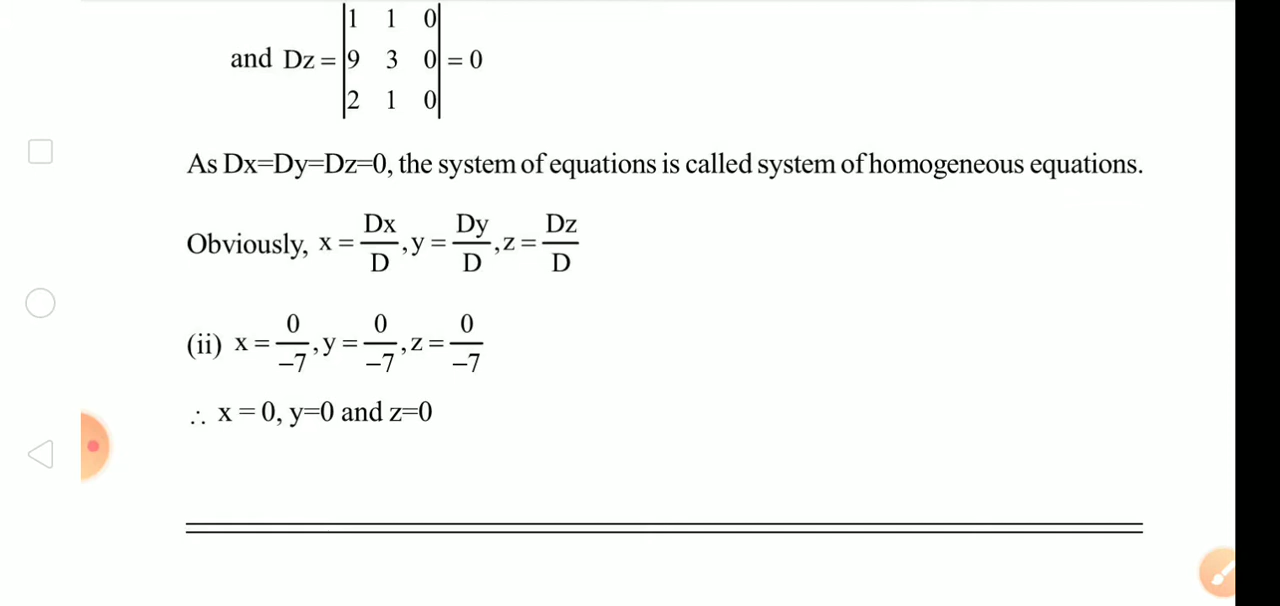 |1 1 0|
and Dz = |9 3 0| = 0
|2 1 0|
As Dx=Dy=Dz=0, the system of equations is called system of homogeneous equations.
Obviously, x = Dx/D, y = Dy/D, z = Dz/D
(ii) x = 0/–7, y = 0/–7, z = 0/–7
∴ x = 0, y=0 and z=0